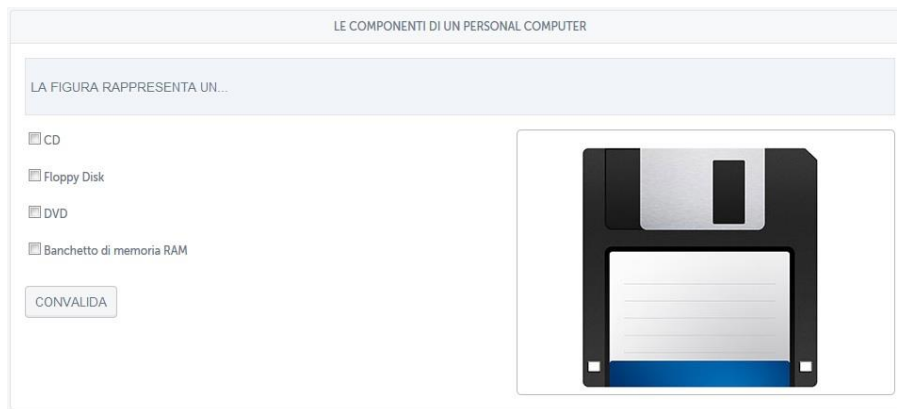 LE COMPONENTI DI UN PERSONAL COMPUTER
LA FIGURA RAPPRESENTA UN...
CD
Floppy Disk
DVD
Banchetto di memoria RAM
CONVALIDA